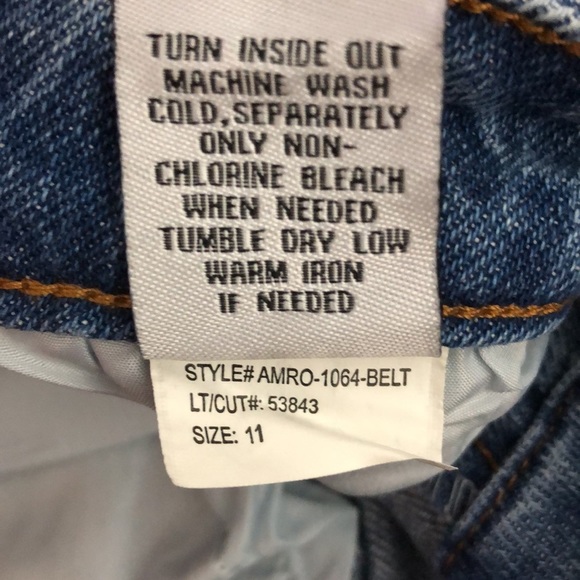 TURN INSIDE OUT
MACHINE WASH
COLD,SEPARATELY
ONLY NON-
CHLORINE BLEACH
WHEN NEEDED
TUMBLE DRY LOW
WARM IRON
IF NEEDED
STYLE# AMRO-1064-BELT
LT/CUT#: 53843
SIZE: 11